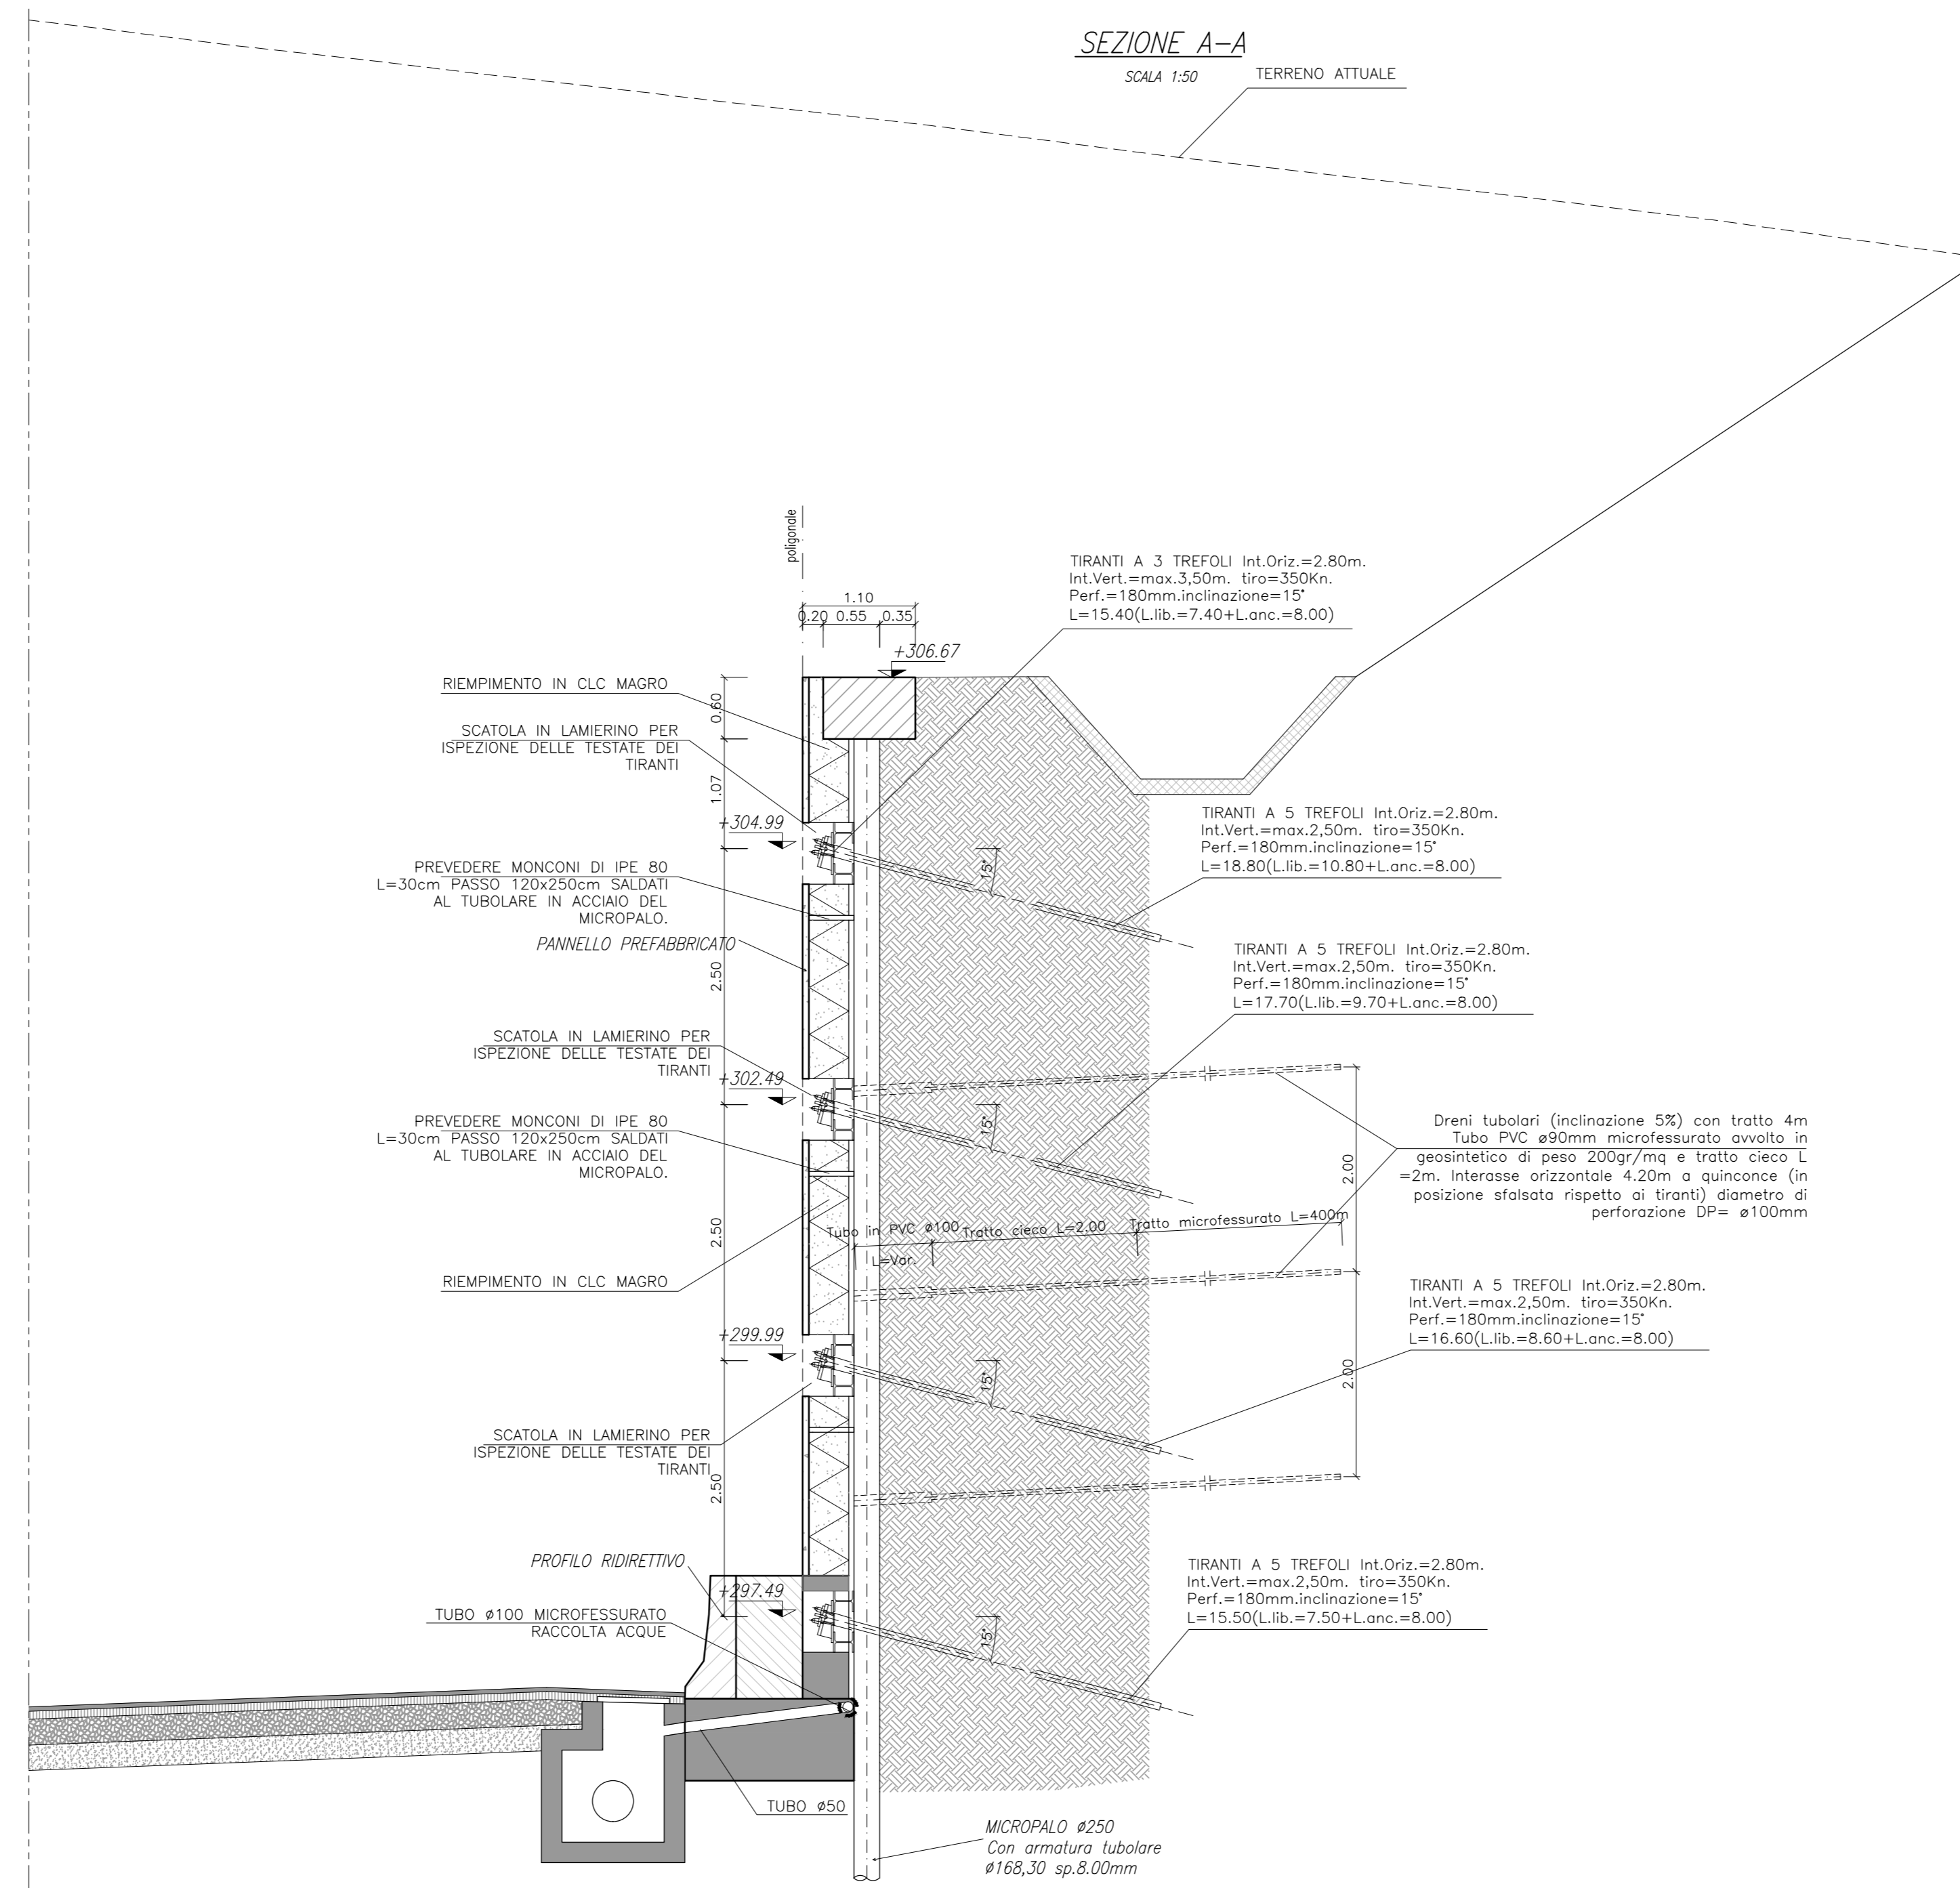 SEZIONE A-A
SCALA 1:50
TERRENO ATTUALE
poligonale
TIRANTI A 3 TREFOLI Int.Oriz.=2.80m.
Int.Vert.=max.3,50m. tiro=350Kn.
Perf.=180mm.inclinazione=15°
L=15.40(L.lib.=7.40+L.anc.=8.00)
1.10
0.20
0.55
0.35
+306.67
RIEMPIMENTO IN CLC MAGRO
0.60
SCATOLA IN LAMIERINO PER
ISPEZIONE DELLE TESTATE DEI
TIRANTI
1.07
+304.99
15°
TIRANTI A 5 TREFOLI Int.Oriz.=2.80m.
Int.Vert.=max.2,50m. tiro=350Kn.
Perf.=180mm.inclinazione=15°
L=18.80(L.lib.=10.80+L.anc.=8.00)
PREVEDERE MONCONI DI IPE 80
L=30cm PASSO 120x250cm SALDATI
AL TUBOLARE IN ACCIAIO DEL
MICROPALO.
PANNELLO PREFABBRICATO
2.50
TIRANTI A 5 TREFOLI Int.Oriz.=2.80m.
Int.Vert.=max.2,50m. tiro=350Kn.
Perf.=180mm.inclinazione=15°
L=17.70(L.lib.=9.70+L.anc.=8.00)
SCATOLA IN LAMIERINO PER
ISPEZIONE DELLE TESTATE DEI
TIRANTI
+302.49
15°
PREVEDERE MONCONI DI IPE 80
L=30cm PASSO 120x250cm SALDATI
AL TUBOLARE IN ACCIAIO DEL
MICROPALO.
Dreni tubolari (inclinazione 5%) con tratto 4m
Tubo PVC ø90mm microfessurato avvolto in
geosintetico di peso 200gr/mq e tratto cieco L
=2m. Interasse orizzontale 4.20m a quinconce (in
posizione sfalsata rispetto ai tiranti) diametro di
perforazione DP= ø100mm
2.00
2.50
Tubo in PVC ø100
L=Var.
Tratto cieco L=2.00
Tratto microfessurato L=400m
RIEMPIMENTO IN CLC MAGRO
TIRANTI A 5 TREFOLI Int.Oriz.=2.80m.
Int.Vert.=max.2,50m. tiro=350Kn.
Perf.=180mm.inclinazione=15°
L=16.60(L.lib.=8.60+L.anc.=8.00)
+299.99
15°
2.00
SCATOLA IN LAMIERINO PER
ISPEZIONE DELLE TESTATE DEI
TIRANTI
2.50
PROFILO RIDIRETTIVO
+297.49
15°
TIRANTI A 5 TREFOLI Int.Oriz.=2.80m.
Int.Vert.=max.2,50m. tiro=350Kn.
Perf.=180mm.inclinazione=15°
L=15.50(L.lib.=7.50+L.anc.=8.00)
TUBO ø100 MICROFESSURATO
RACCOLTA ACQUE
TUBO ø50
MICROPALO ø250
Con armatura tubolare
ø168,30 sp.8.00mm